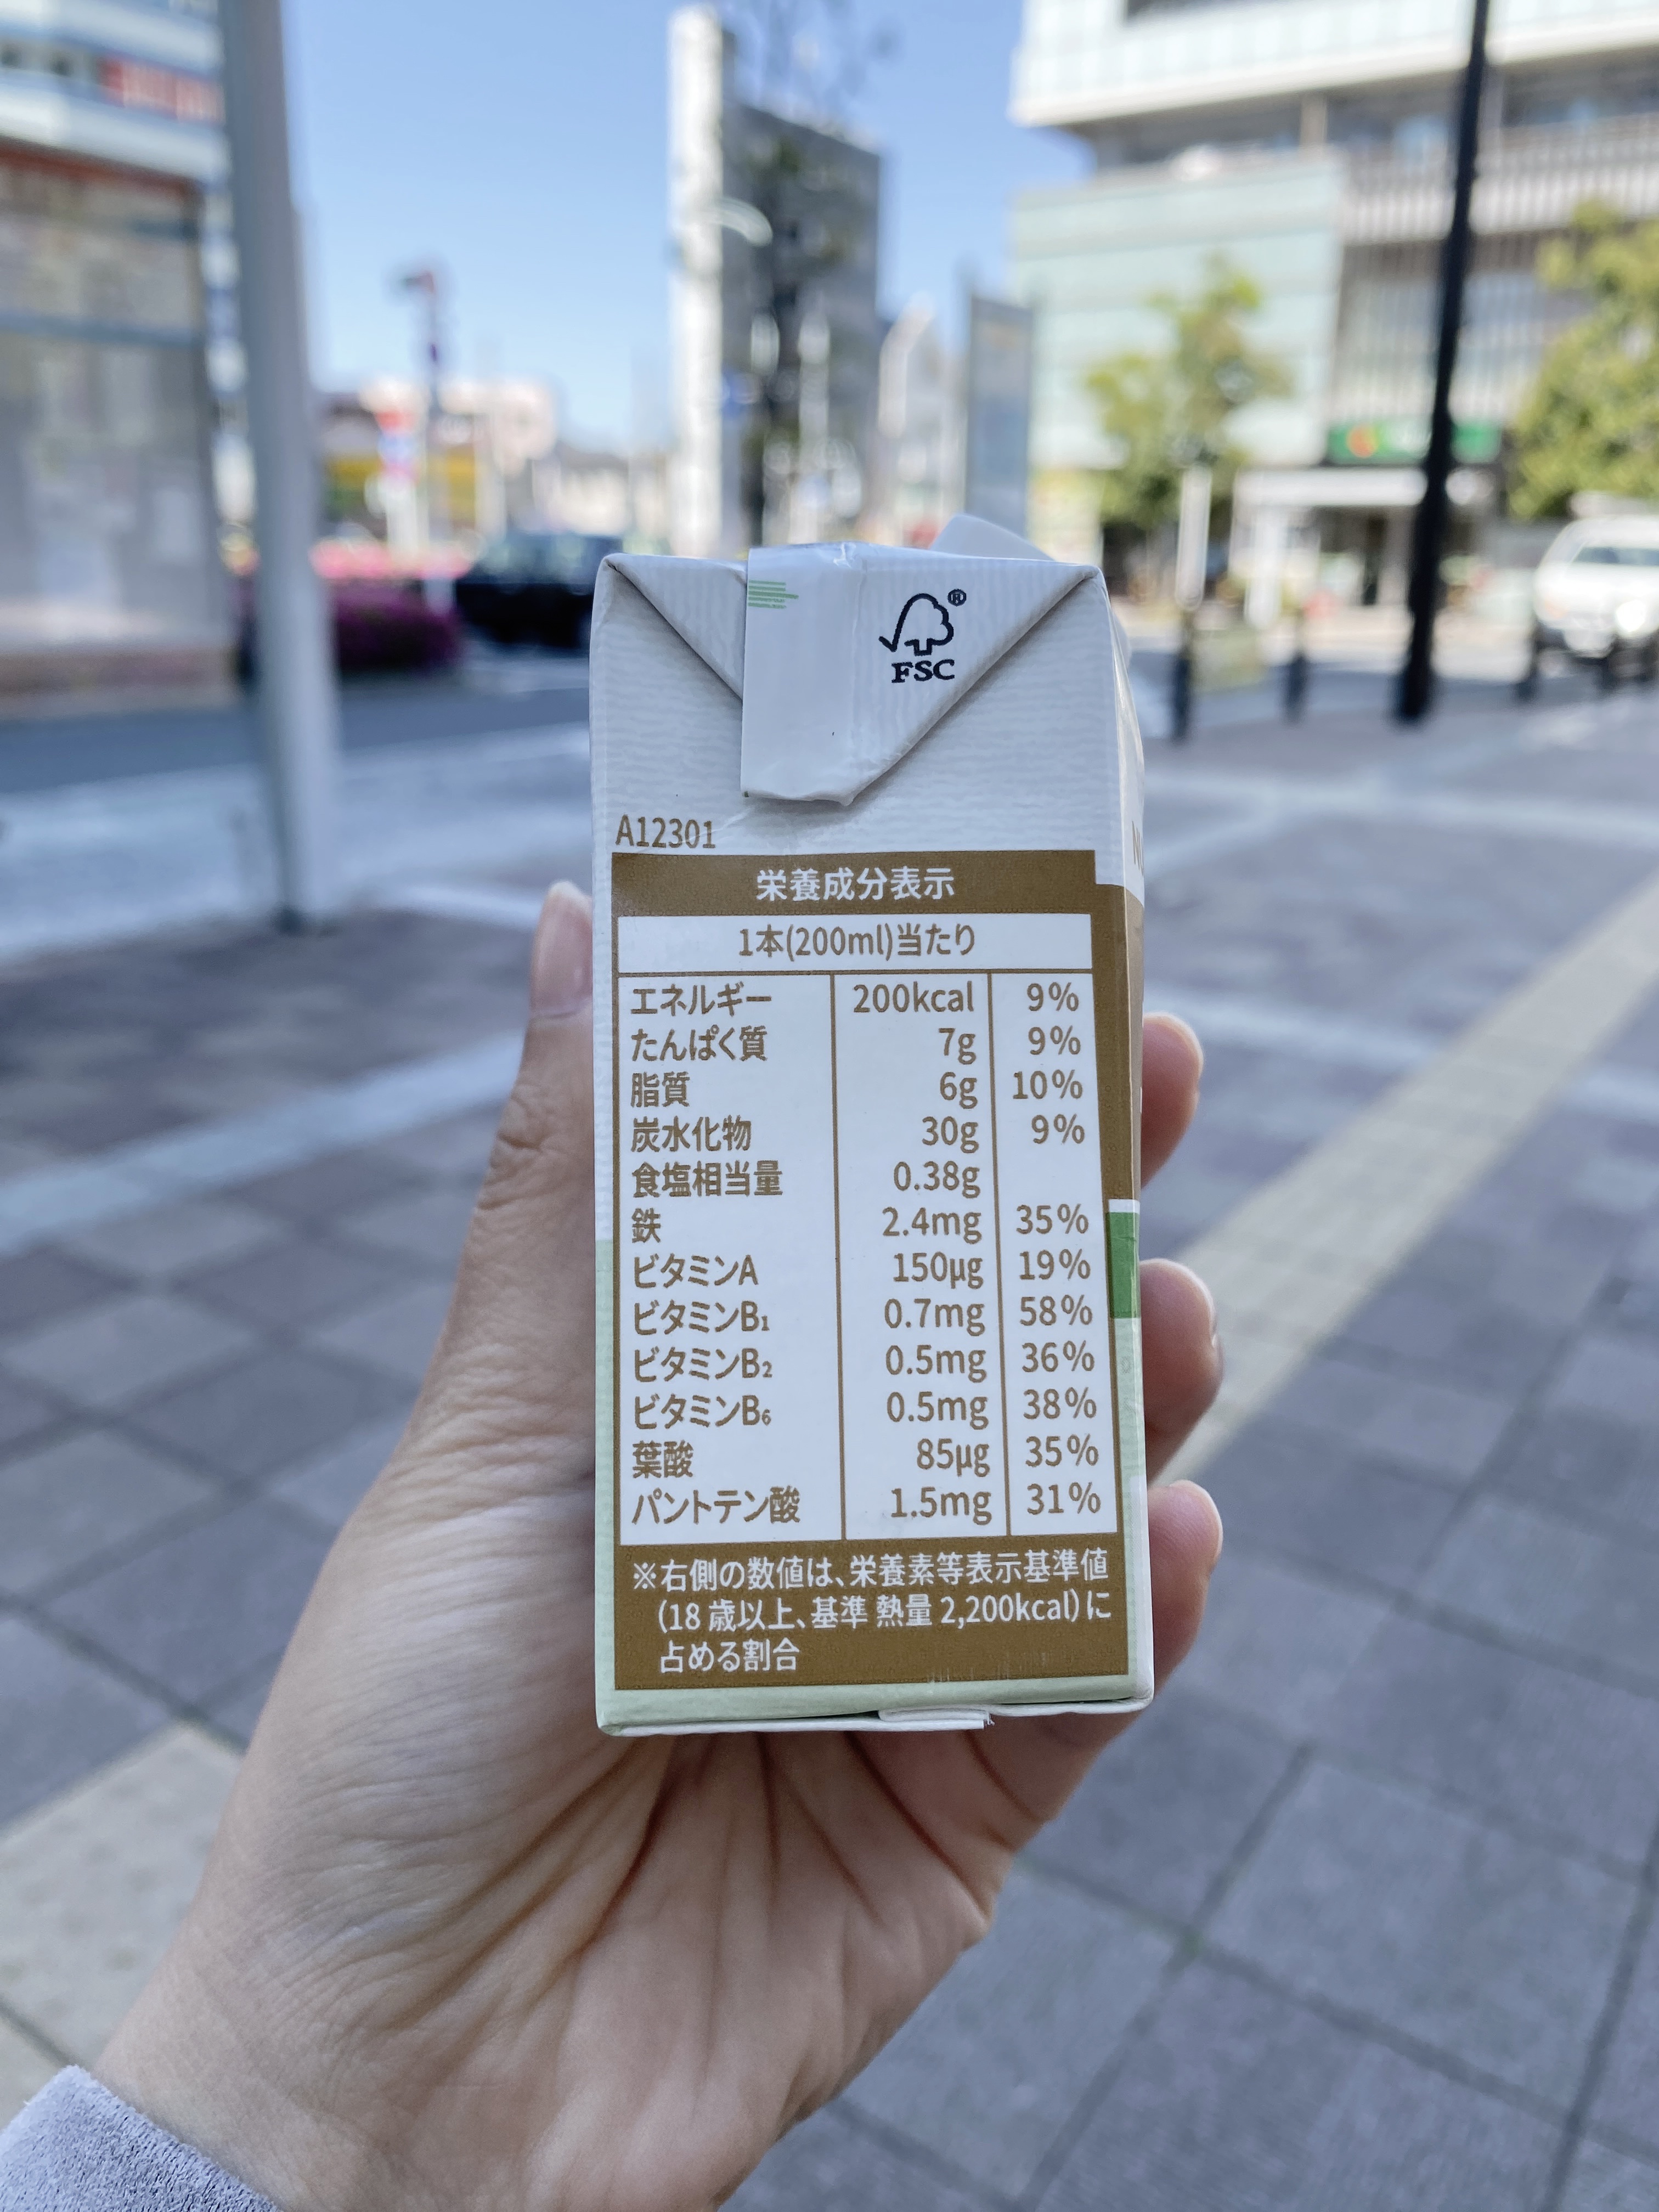 ®
FSC
A12301
栄養成分表示
1本(200ml)当たり
エネルギー 200kcal 9%
たんぱく質 7g 9%
脂質 6g 10%
炭水化物 30g 9%
食塩相当量 0.38g
鉄 2.4mg 35%
ビタミンA 150μg 19%
ビタミンB₁ 0.7mg 58%
ビタミンB₂ 0.5mg 36%
ビタミンB₆ 0.5mg 38%
葉酸 85μg 35%
パントテン酸 1.5mg 31%
※右側の数値は、栄養素等表示基準値
(18歳以上、基準 熱量 2,200kcal)に
占める割合